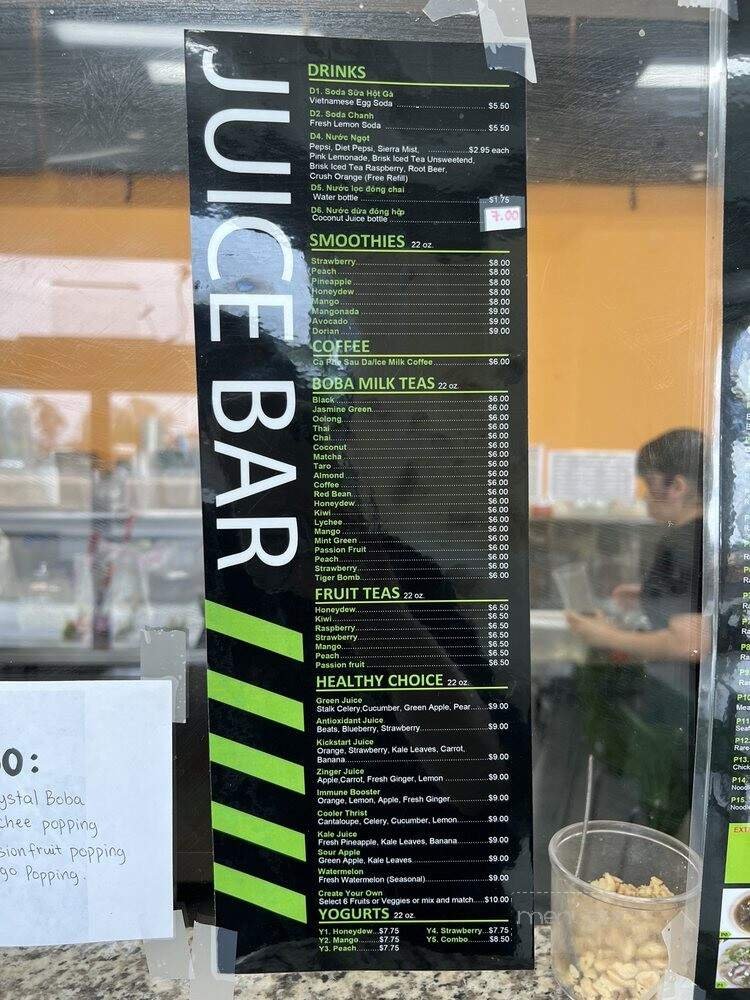 JUICE BAR
DRINKS
D1. Soda Sữa Hột Gà
Vietnamese Egg Soda $5.50
D2. Soda Chanh
Fresh Lemon Soda $5.50
D4. Nước Ngọt
Pepsi, Diet Pepsi, Sierra Mist, $2.95 each
Pink Lemonade, Brisk Iced Tea Unsweetend,
Brisk Iced Tea Raspberry, Root Beer,
Crush Orange (Free Refill)
D5. Nước lọc đóng chai
Water bottle $1.75
D6. Nước dừa đóng hộp
Coconut Juice bottle 7.00
SMOOTHIES 22 oz.
Strawberry $8.00
Peach $8.00
Pineapple $8.00
Honeydew $8.00
Mango $8.00
Mangonada $9.00
Avocado $9.00
Dorian $9.00
COFFEE
Ca Phe Sau Da/Ice Milk Coffee $6.00
BOBA MILK TEAS 22 oz.
Black $6.00
Jasmine Green $6.00
Oolong $6.00
Thai $6.00
Chai $6.00
Coconut $6.00
Matcha $6.00
Taro $6.00
Almond $6.00
Coffee $6.00
Red Bean $6.00
Honeydew $6.00
Kiwi $6.00
Lychee $6.00
Mango $6.00
Mint Green $6.00
Passion Fruit $6.00
Peach $6.00
Strawberry $6.00
Tiger Bomb $6.00
FRUIT TEAS 22 oz.
Honeydew $6.50
Kiwi $6.50
Raspberry $6.50
Strawberry $6.50
Mango $6.50
Peach $6.50
Passion fruit $6.50
HEALTHY CHOICE 22 oz.
Green Juice
Stalk Celery,Cucumber, Green Apple, Pear $9.00
Antioxidant Juice
Beats, Blueberry, Strawberry $9.00
Kickstart Juice
Orange, Strawberry, Kale Leaves, Carrot,
Banana $9.00
Zinger Juice
Apple,Carrot, Fresh Ginger, Lemon $9.00
Immune Booster
Orange, Lemon, Apple, Fresh Ginger $9.00
Cooler Thrist
Cantaloupe, Celery, Cucumber, Lemon $9.00
Kale Juice
Fresh Pineapple, Kale Leaves, Banana $9.00
Sour Apple
Green Apple, Kale Leaves $9.00
Watermelon
Fresh Watermelon (Seasonal) $9.00
Create Your Own
Select 6 Fruits or Veggies or mix and match $10.00
YOGURTS 22 oz.
Y1. Honeydew $7.75 Y4. Strawberry $7.75
Y2. Mango $7.75 Y5. Combo $8.50
Y3. Peach $7.75
O:
ystal Boba
chee popping
sionfruit popping
go Popping
P8
P9
P10
P11
P12
P13.
P14.
P15.
EXT